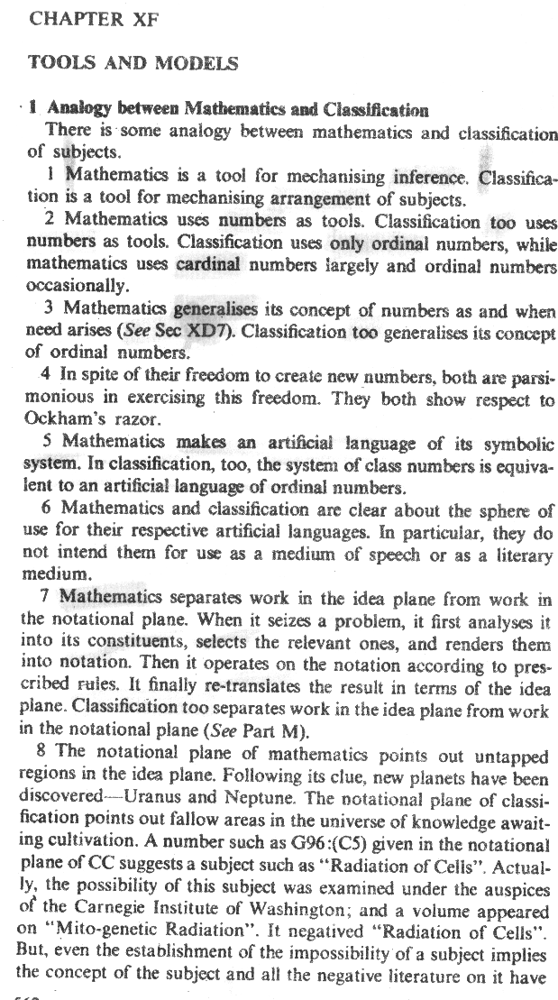 CHAPTER XF
TOOLS AND MODELS
1 Analogy between Mathematics and Classification
There is some analogy between mathematics and classification
of subjects.
1 Mathematics is a tool for mechanising inference. Classifica-
tion is a tool for mechanising arrangement of subjects.
2 Mathematics uses numbers as tools. Classification too uses
numbers as tools. Classification uses only ordinal numbers, while
mathematics uses cardinal numbers largely and ordinal numbers
occasionally.
3 Mathematics generalises its concept of numbers as and when
need arises (See Sec XD7). Classification too generalises its concept
of ordinal numbers.
4 In spite of their freedom to create new numbers, both are parsi-
monious in exercising this freedom. They both show respect to
Ockham's razor.
5 Mathematics makes an artificial language of its symbolic
system. In classification, too, the system of class numbers is equiva-
lent to an artificial language of ordinal numbers.
6 Mathematics and classification are clear about the sphere of
use for their respective artificial languages. In particular, they do
not intend them for use as a medium of speech or as a literary
medium.
7 Mathematics separates work in the idea plane from work in
the notational plane. When it seizes a problem, it first analyses it
into its constituents, selects the relevant ones, and renders them
into notation. Then it operates on the notation according to pres-
cribed rules. It finally re-translates the result in terms of the idea
plane. Classification too separates work in the idea plane from work
in the notational plane (See Part M).
8 The notational plane of mathematics points out untapped
regions in the idea plane. Following its clue, new planets have been
discovered—Uranus and Neptune. The notational plane of classi-
fication points out fallow areas in the universe of knowledge await-
ing cultivation. A number such as G96:(C5) given in the notational
plane of CC suggests a subject such as "Radiation of Cells". Actual-
ly, the possibility of this subject was examined under the auspices
of the Carnegie Institute of Washington; and a volume appeared
on "Mito-genetic Radiation". It negatived "Radiation of Cells".
But, even the establishment of the impossibility of a subject implies
the concept of the subject and all the negative literature on it have